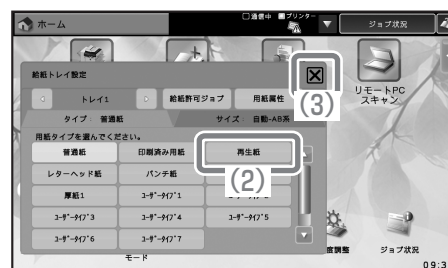 ホーム
通信中 プリンター
ジョブ状況
給紙トレイ設定
トレイ1
給紙許可ジョブ
用紙属性
(3)
リモートPC
スキャン
タイプ: 普通紙
サイズ: 自動-AB系
用紙タイプを選んでください。
普通紙
印刷済み用紙
再生紙
(2)
レターヘッド紙
パンチ紙
厚紙1
ユーザータイプ1
ユーザータイプ3
ユーザータイプ4
ユーザータイプ5
ユーザータイプ6
ユーザータイプ7
モード
度調整
ジョブ状況
09:3